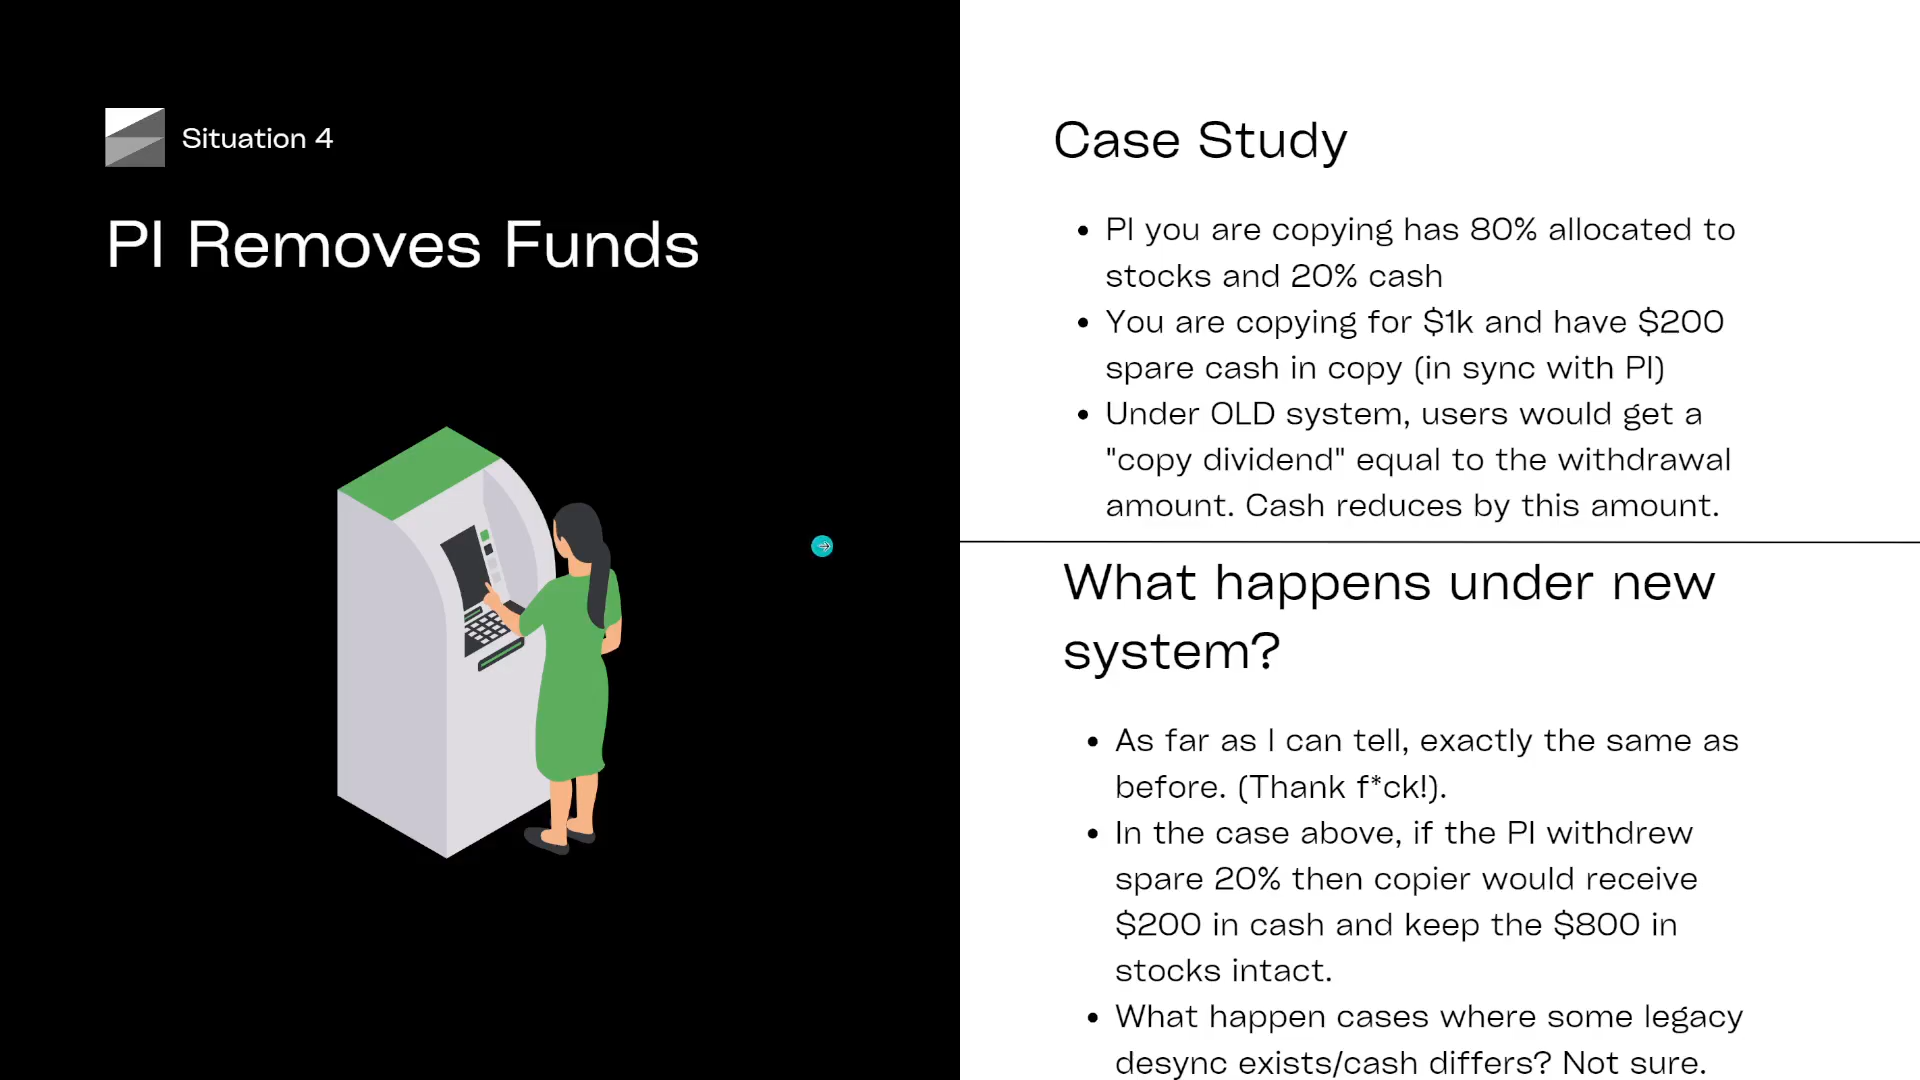 Situation 4
PI Removes Funds
Case Study
• PI you are copying has 80% allocated to
stocks and 20% cash
• You are copying for $1k and have $200
spare cash in copy (in sync with PI)
• Under OLD system, users would get a
"copy dividend" equal to the withdrawal
amount. Cash reduces by this amount.
What happens under new
system?
• As far as I can tell, exactly the same as
before. (Thank f*ck!).
• In the case above, if the PI withdrew
spare 20% then copier would receive
$200 in cash and keep the $800 in
stocks intact.
• What happen cases where some legacy
desync exists/cash differs? Not sure.